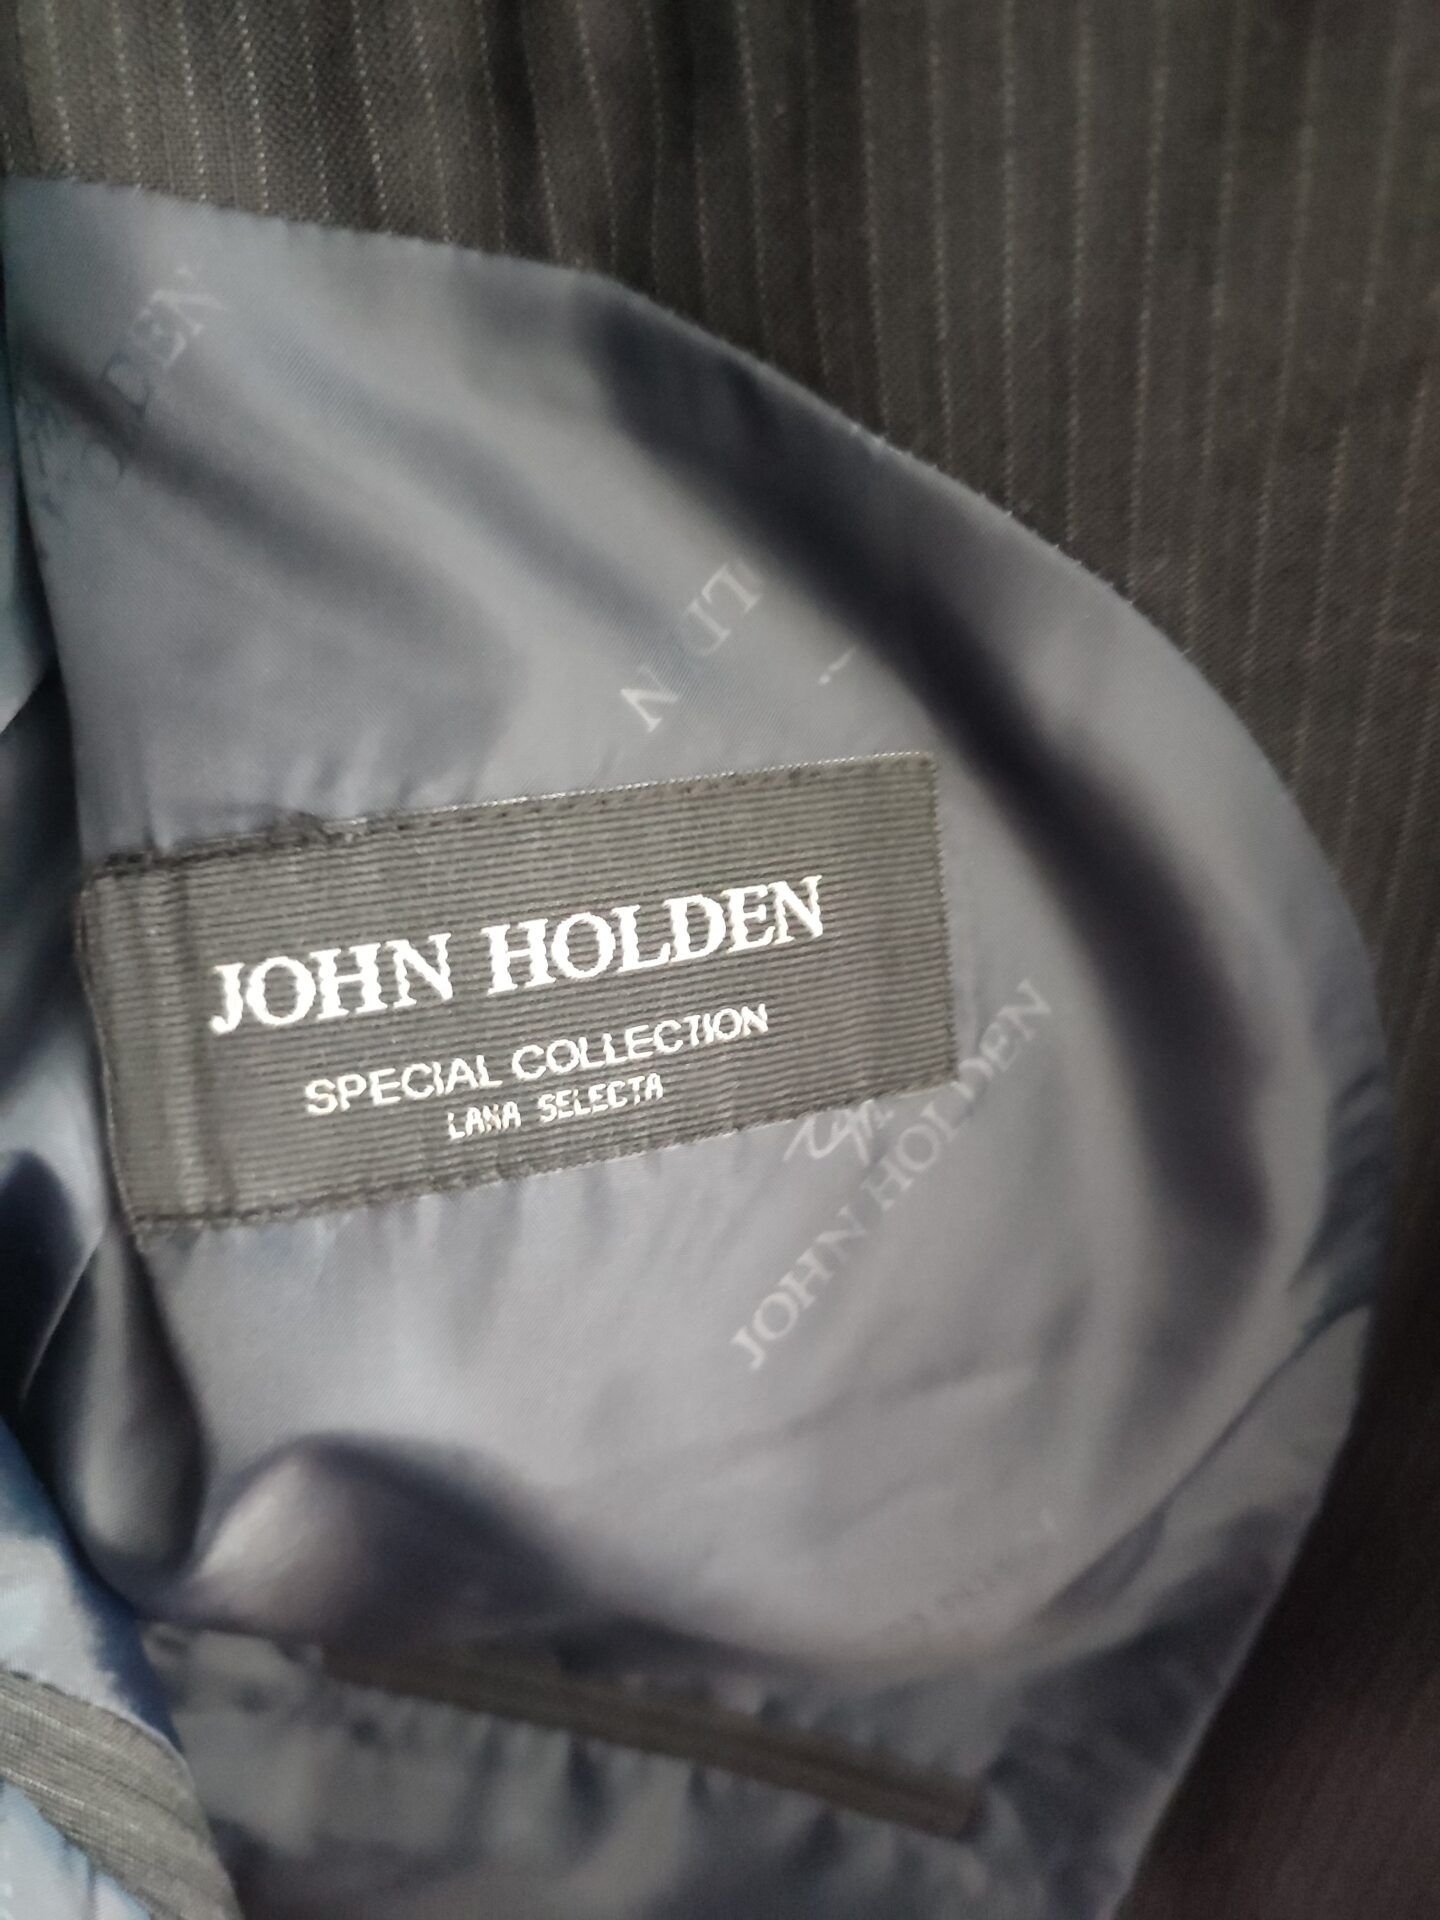 JOHN HOLDEN
SPECIAL COLLECTION
LANA SELECTA
JOHN HOLDEN